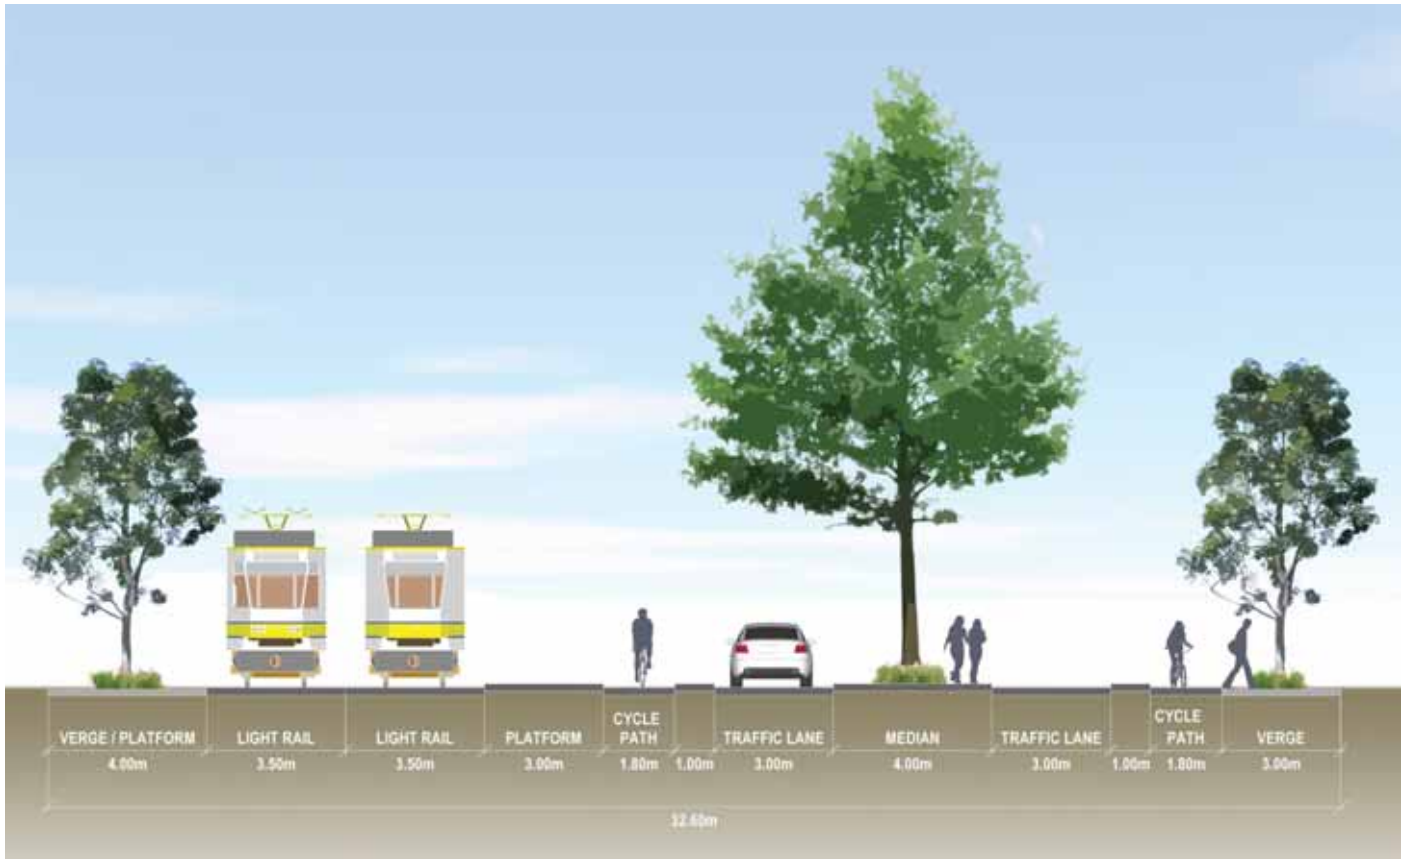 VERGE / PLATFORM
LIGHT RAIL
LIGHT RAIL
PLATFORM
CYCLE
PATH
TRAFFIC LANE
MEDIAN
TRAFFIC LANE
CYCLE
PATH
VERGE
4.00m
3.50m
3.50m
3.00m
1.80m
1.00m
3.00m
4.00m
3.00m
1.00m
1.80m
3.00m
32.60m